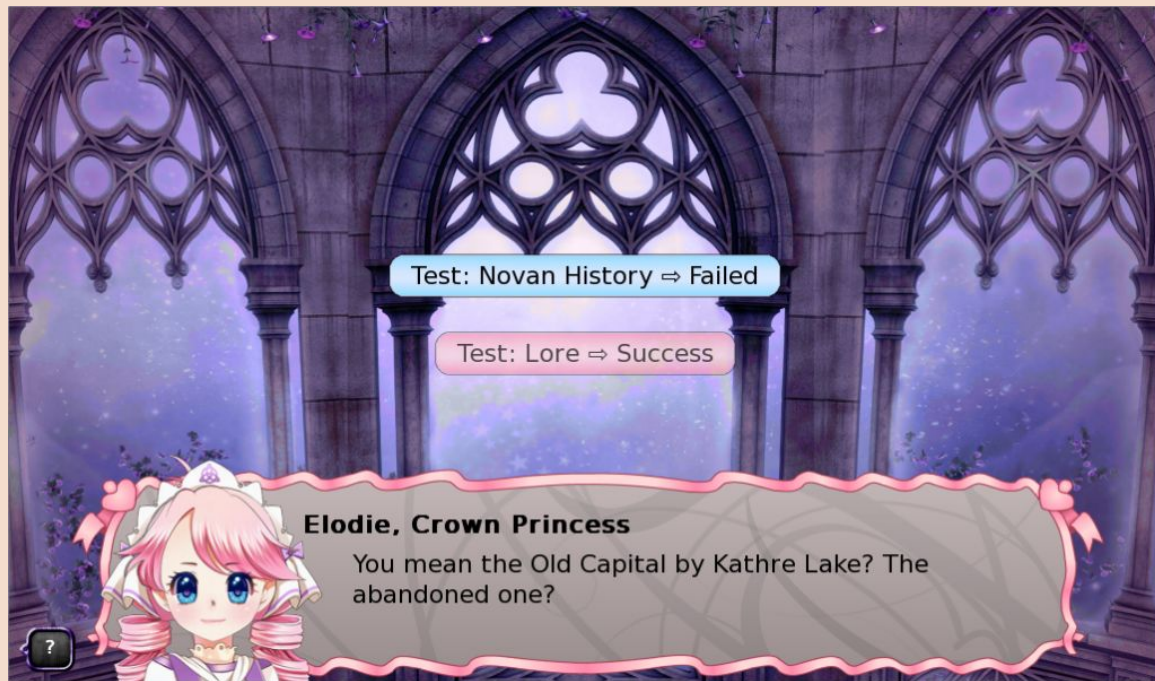 Test: Novan History ⇨ Failed
Test: Lore ⇨ Success
Elodie, Crown Princess
You mean the Old Capital by Kathre Lake? The
abandoned one?
?